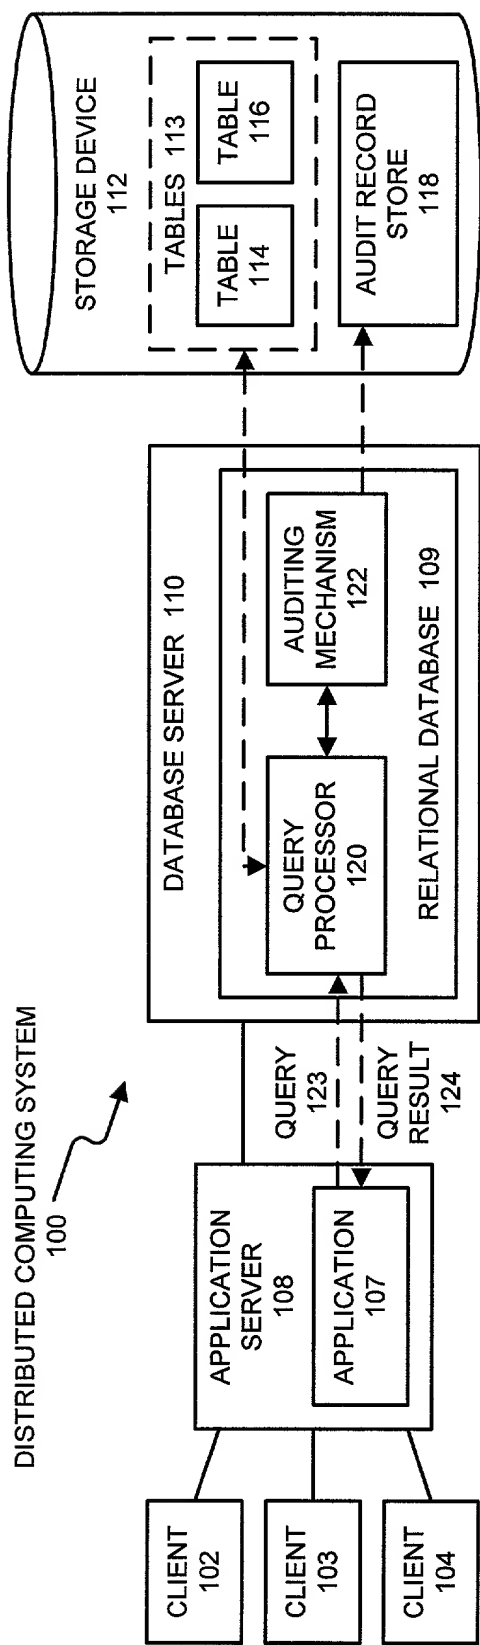 DISTRIBUTED COMPUTING SYSTEM
100
CLIENT
102
CLIENT
103
CLIENT
104
APPLICATION
SERVER
108
APPLICATION
107
QUERY
123
QUERY
RESULT
124
DATABASE SERVER 110
QUERY
PROCESSOR
120
AUDITING
MECHANISM
122
RELATIONAL DATABASE 109
STORAGE DEVICE
112
TABLES 113
TABLE
114
TABLE
116
AUDIT RECORD
STORE
118